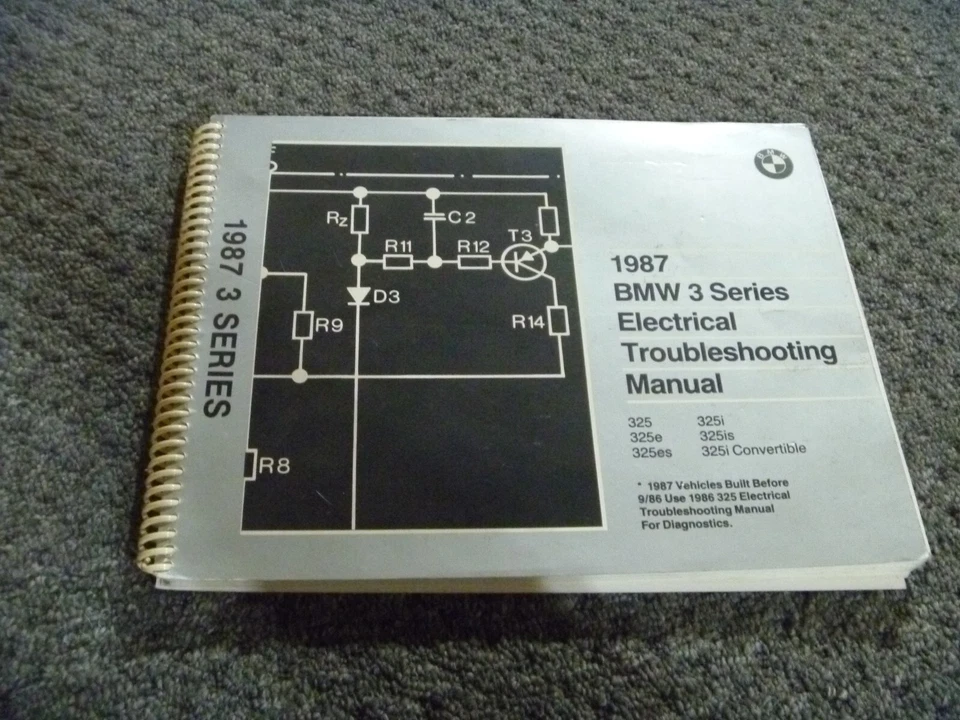 1987 3 SERIES
Rz
C2
T3
R11
R12
D3
R9
R14
R8
BMW
1987
BMW 3 Series
Electrical
Troubleshooting
Manual
325 325i
325e 325is
325es 325i Convertible
* 1987 Vehicles Built Before
9/86 Use 1986 325 Electrical
Troubleshooting Manual
For Diagnostics.